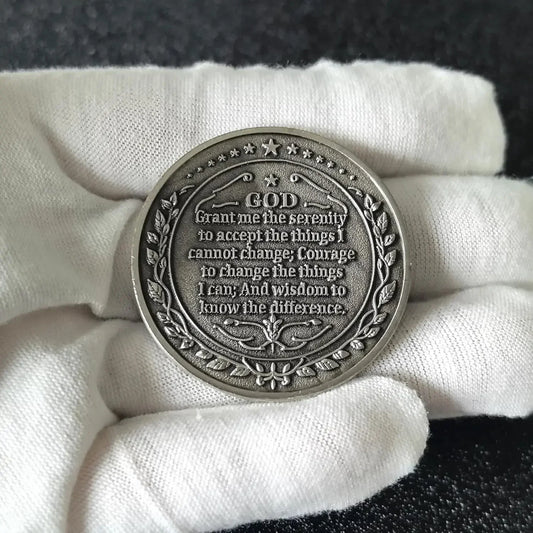 GOD
Grant me the serenity
to accept the things I
cannot change; Courage
to change the things
I can; And wisdom to
know the difference.